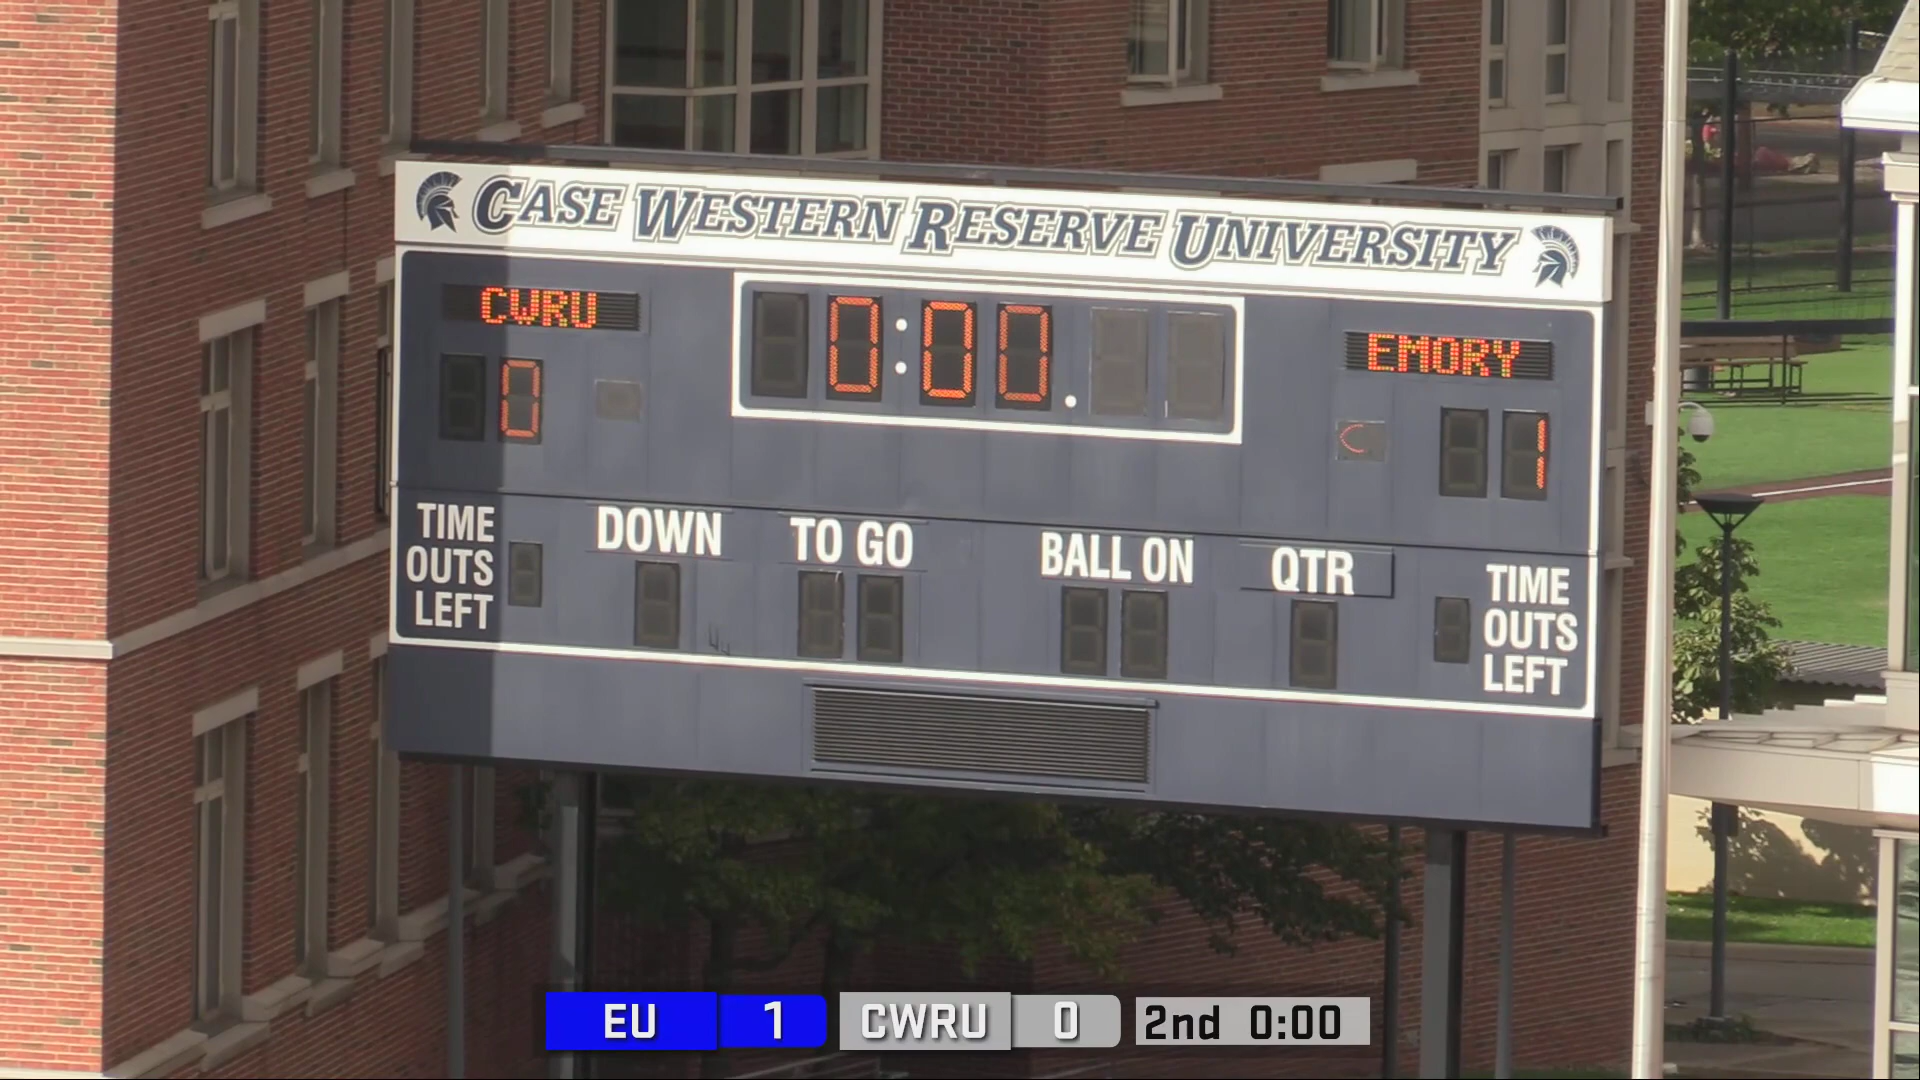 CASE WESTERN RESERVE UNIVERSITY
CWRU
0:00.
EMORY
0
<
1
TIME
OUTS
LEFT
DOWN
TO GO
BALL ON
QTR
TIME
OUTS
LEFT
EU 1 CWRU 0 2nd 0:00